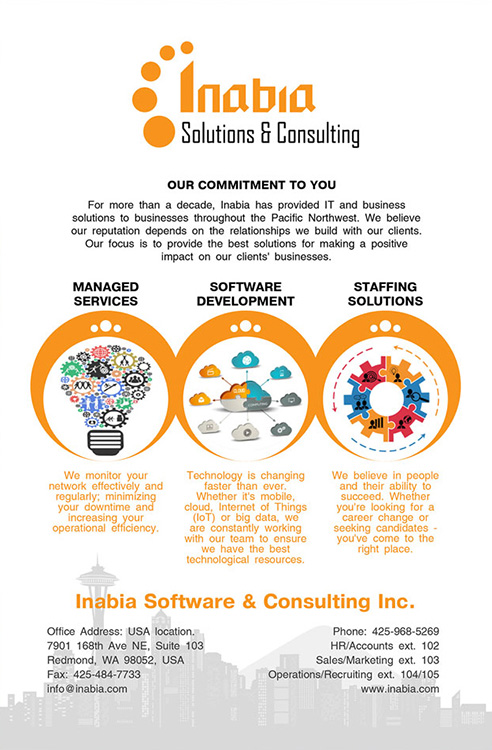 Inabia
Solutions & Consulting
OUR COMMITMENT TO YOU
For more than a decade, Inabia has provided IT and business
solutions to businesses throughout the Pacific Northwest. We believe
our reputation depends on the relationships we build with our clients.
Our focus is to provide the best solutions for making a positive
impact on our clients' businesses.
MANAGED
SERVICES
We monitor your
network effectively and
regularly; minimizing
your downtime and
increasing your
operational efficiency.
SOFTWARE
DEVELOPMENT
Technology is changing
faster than ever.
Whether it's mobile,
cloud, Internet of Things
(IoT) or big data, we
are constantly working
with our team to ensure
we have the best
technological resources.
STAFFING
SOLUTIONS
We believe in people
and their ability to
succeed. Whether
you're looking for a
career change or
seeking candidates -
you've come to the
right place.
Inabia Software & Consulting Inc.
Office Address: USA location.
7901 168th Ave NE, Suite 103
Redmond, WA 98052, USA
Fax: 425-484-7733
info@inabia.com
Phone: 425-968-5269
HR/Accounts ext. 102
Sales/Marketing ext. 103
Operations/Recruiting ext. 104/105
www.inabia.com